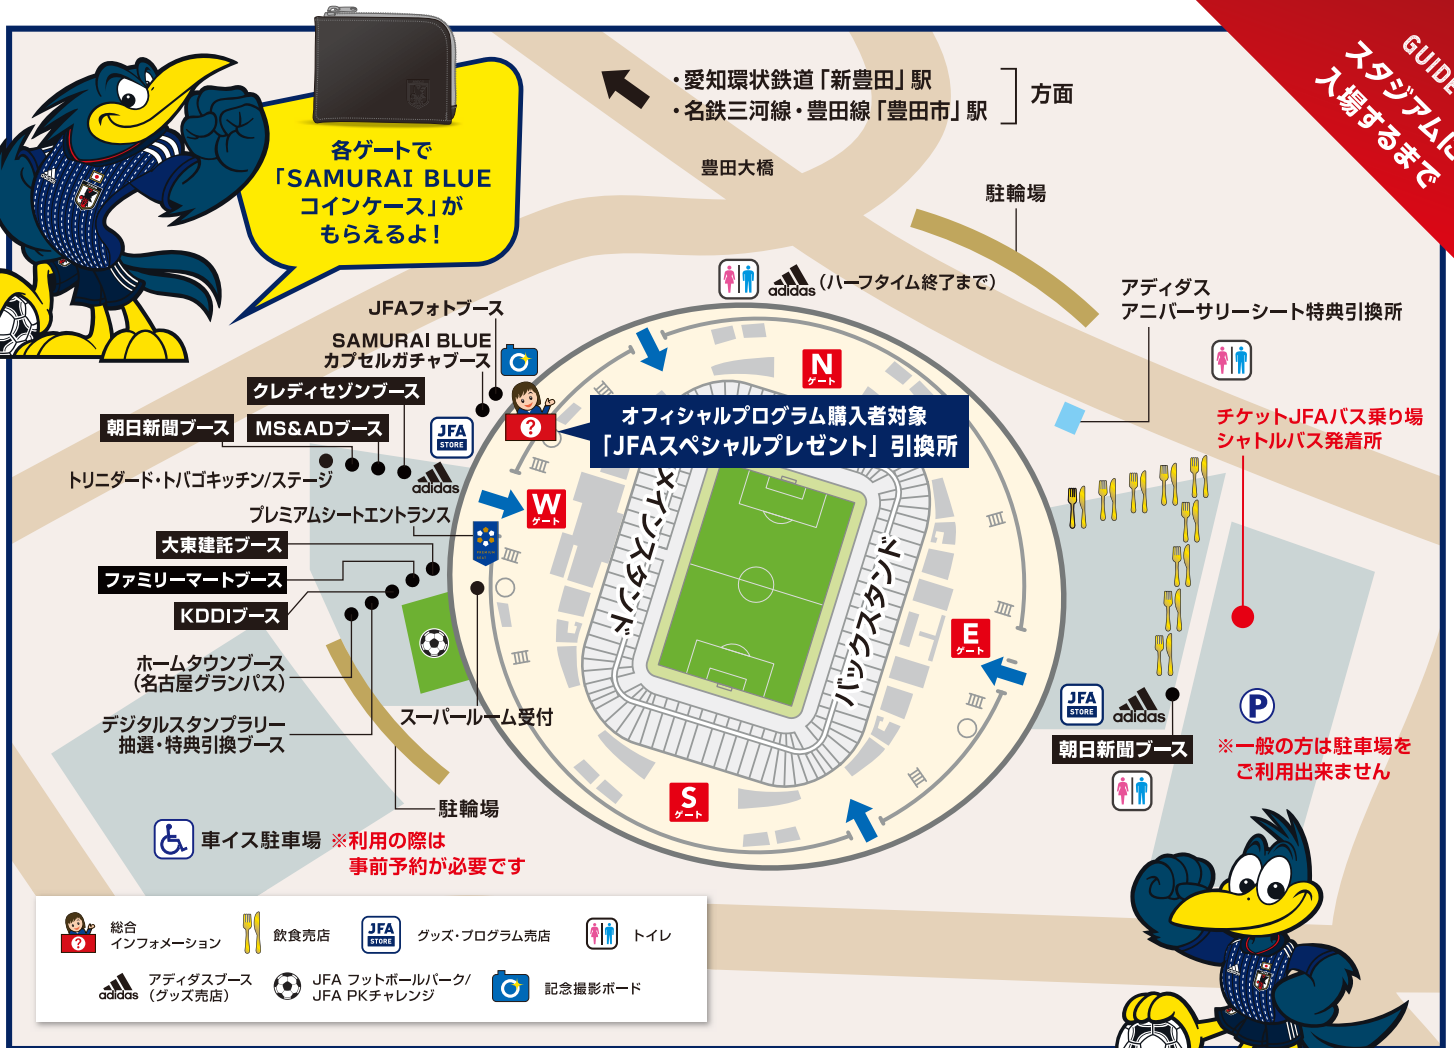 GUIDE
スタジアムに
入場するまで
・愛知環状鉄道「新豊田」駅
・名鉄三河線・豊田線「豊田市」駅
方面
各ゲートで
「SAMURAI BLUE
コインケース」が
もらえるよ!
豊田大橋
駐輪場
adidas
(ハーフタイム終了まで)
アディダス
アニバーサリーシート特典引換所
JFAフォトブース
SAMURAI BLUE
カプセルガチャブース
クレディセゾンブース
朝日新聞ブース
MS&ADブース
JFA
STORE
adidas
トリニダード・トバゴキッチン/ステージ
プレミアムシートエントランス
大東建託ブース
ファミリーマートブース
KDDIブース
ホームタウンブース
(名古屋グランパス)
デジタルスタンプラリー
抽選・特典引換ブース
スーパールーム受付
駐輪場
車イス駐車場
※利用の際は
事前予約が必要です
N
ゲート
オフィシャルプログラム購入者対象
「JFAスペシャルプレゼント」引換所
W
ゲート
メインスタンド
バックスタンド
E
ゲート
S
ゲート
チケットJFAバス乗り場
シャトルバス発着所
JFA
STORE
adidas
朝日新聞ブース
P
※一般の方は駐車場を
ご利用出来ません
?
総合
インフォメーション
飲食売店
JFA
STORE
グッズ・プログラム売店
トイレ
adidas
アディダスブース
(グッズ売店)
JFA フットボールパーク/
JFA PKチャレンジ
記念撮影ボード